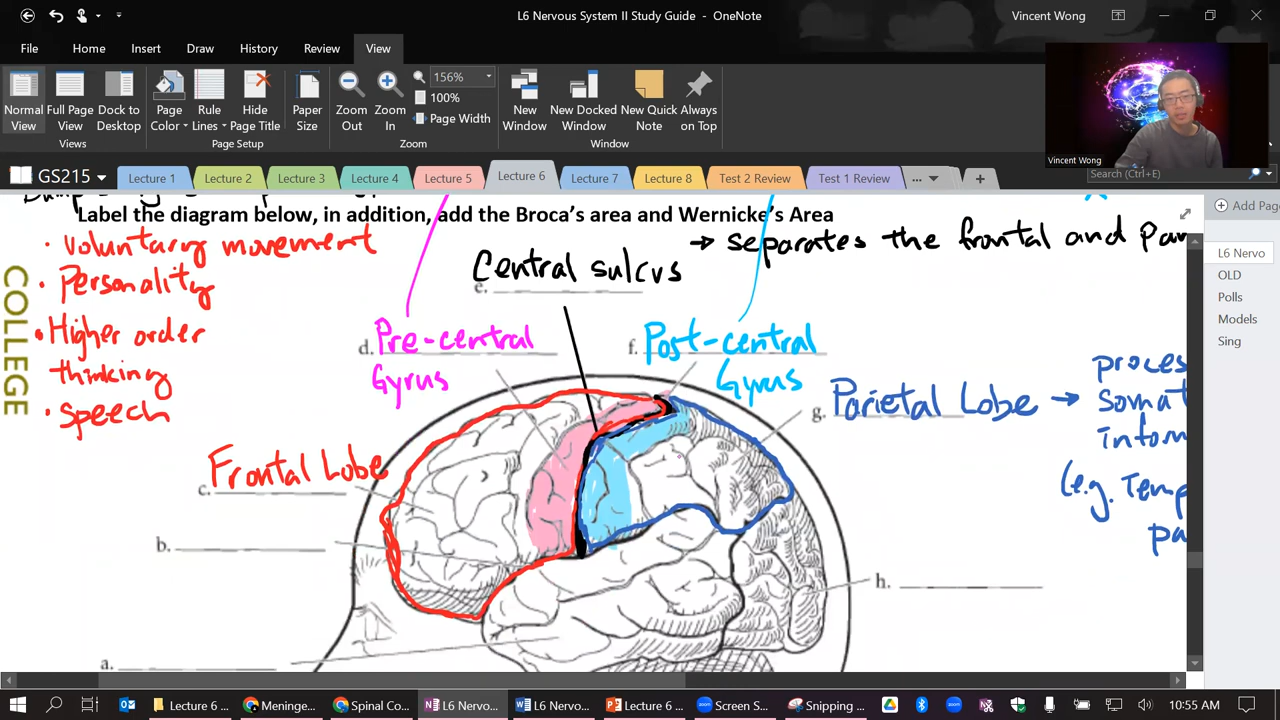 L6 Nervous System II Study Guide - OneNote
Vincent Wong
File Home Insert Draw History Review View
Normal View
Full Page View
Dock to Desktop
Views
Page Color
Rule Lines
Hide Page Title
Paper Size
Page Setup
Zoom Out
Zoom In
156%
100%
Page Width
Zoom
New Window
New Docked Window
New Quick Note
Always on Top
Window
Vincent Wong
GS215
Lecture 1 Lecture 2 Lecture 3 Lecture 4 Lecture 5 Lecture 6 Lecture 7 Lecture 8 Test 2 Review Test 1 Review ... +
Search (Ctrl+E)
Add Page
L6 Nervo
OLD
Polls
Models
Sing
COLLEGE
Label the diagram below, in addition, add the Broca's area and Wernicke's Area
• Voluntary movement
• Personality
• Higher order
thinking
• Speech
→ separates the frontal and par
e. Central sulcus
d. Pre-central
Gyrus
f. Post-central
Gyrus
g. Parietal Lobe →
proces
Somat
inform
(e.g. Temp
pa
c. Frontal Lobe
b.
h.
a.
Lecture 6 ...
Meninge...
Spinal Co...
L6 Nervo...
L6 Nervo...
Lecture 6 ...
Screen S...
Snipping ...
10:55 AM